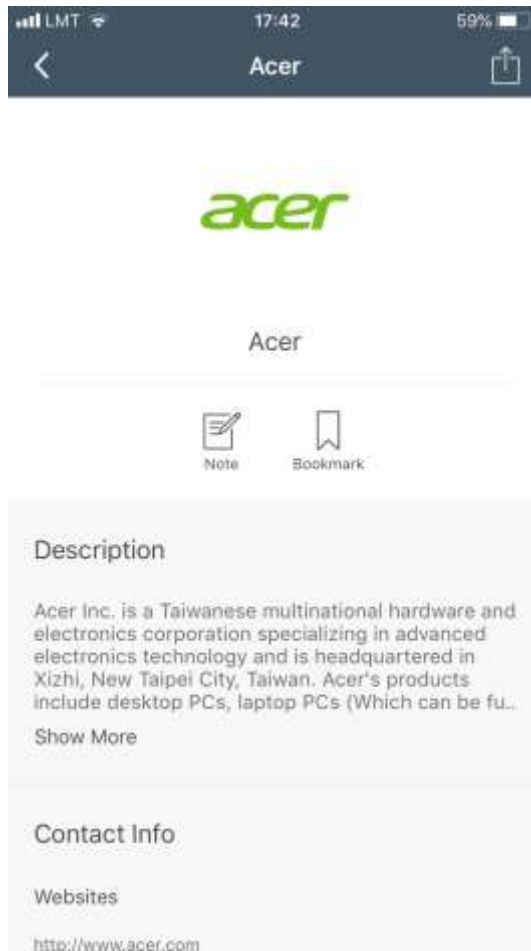 LMT 17:42 59%
Acer
acer
Acer
Note Bookmark
Description
Acer Inc. is a Taiwanese multinational hardware and
electronics corporation specializing in advanced
electronics technology and is headquartered in
Xizhi, New Taipei City, Taiwan. Acer's products
include desktop PCs, laptop PCs (Which can be fu..
Show More
Contact Info
Websites
http://www.acer.com